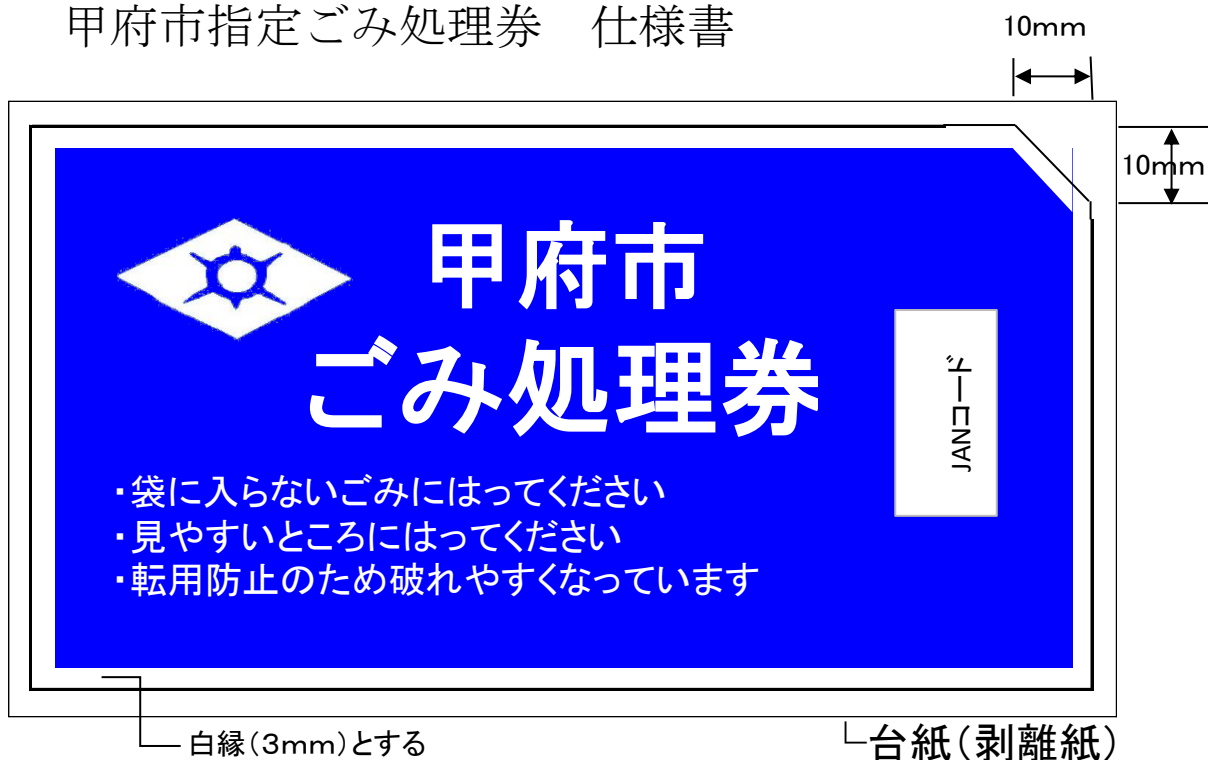 甲府市指定ごみ処理券　仕様書
10mm
10mm
甲府市
ごみ処理券
JANコード
・袋に入らないごみにはってください
・見やすいところにはってください
・転用防止のため破れやすくなっています
白縁(3mm)とする
台紙(剥離紙)